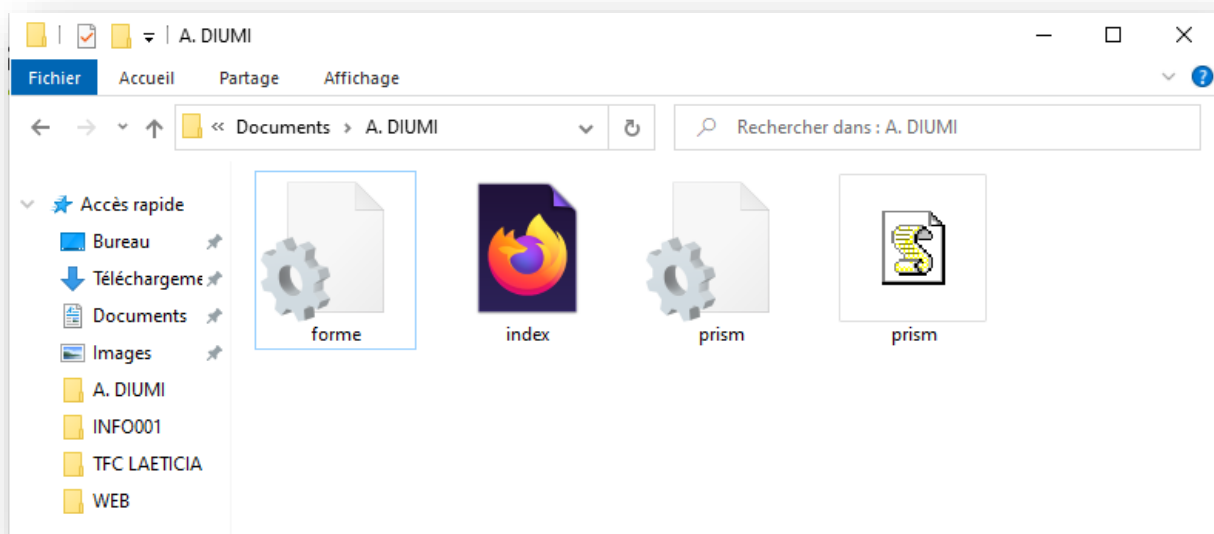 A. DIUMI
Fichier Accueil Partage Affichage
« Documents › A. DIUMI
Rechercher dans : A. DIUMI
Accès rapide
Bureau
Téléchargeme
Documents
Images
A. DIUMI
INFO001
TFC LAETICIA
WEB
forme index prism prism